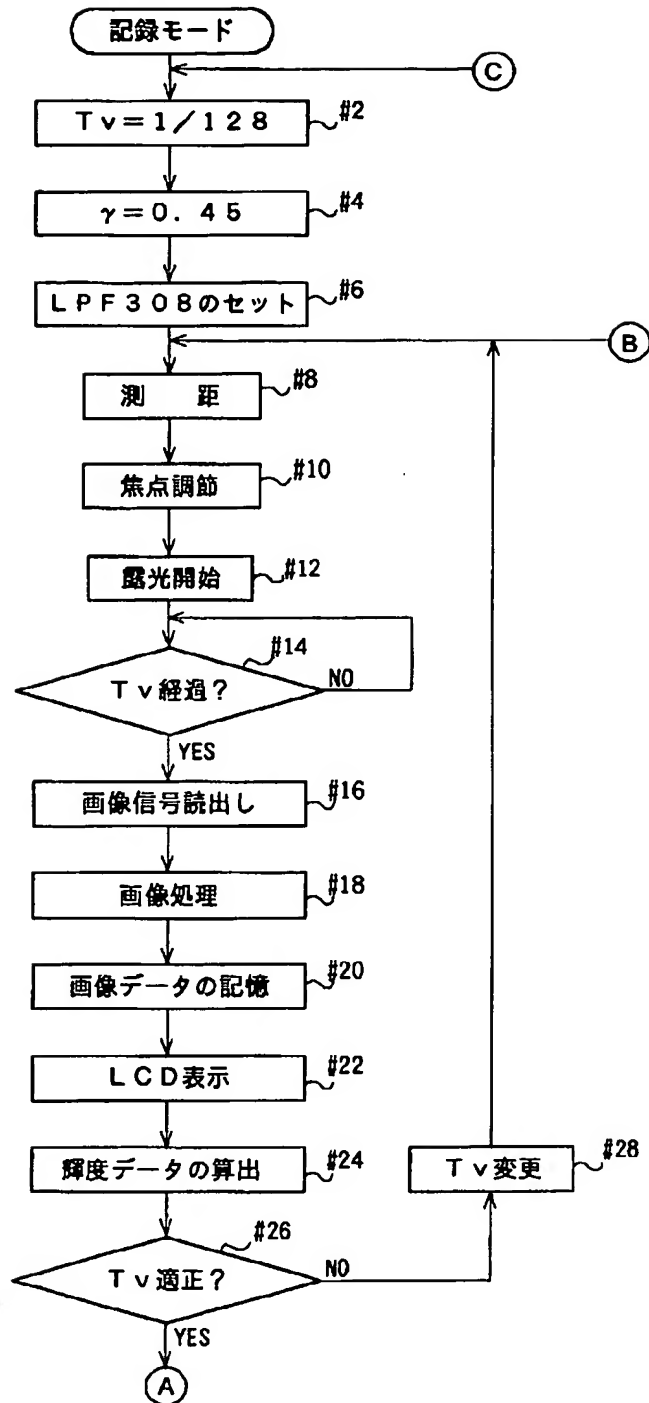 記録モード
C
Tv=1/128
#2
γ=0.45
#4
LPF308のセット
#6
B
測 距
#8
焦点調節
#10
露光開始
#12
#14
Tv経過?
NO
YES
画像信号読出し
#16
画像処理
#18
画像データの記憶
#20
LCD表示
#22
輝度データの算出
#24
Tv変更
#28
#26
Tv適正?
NO
YES
A